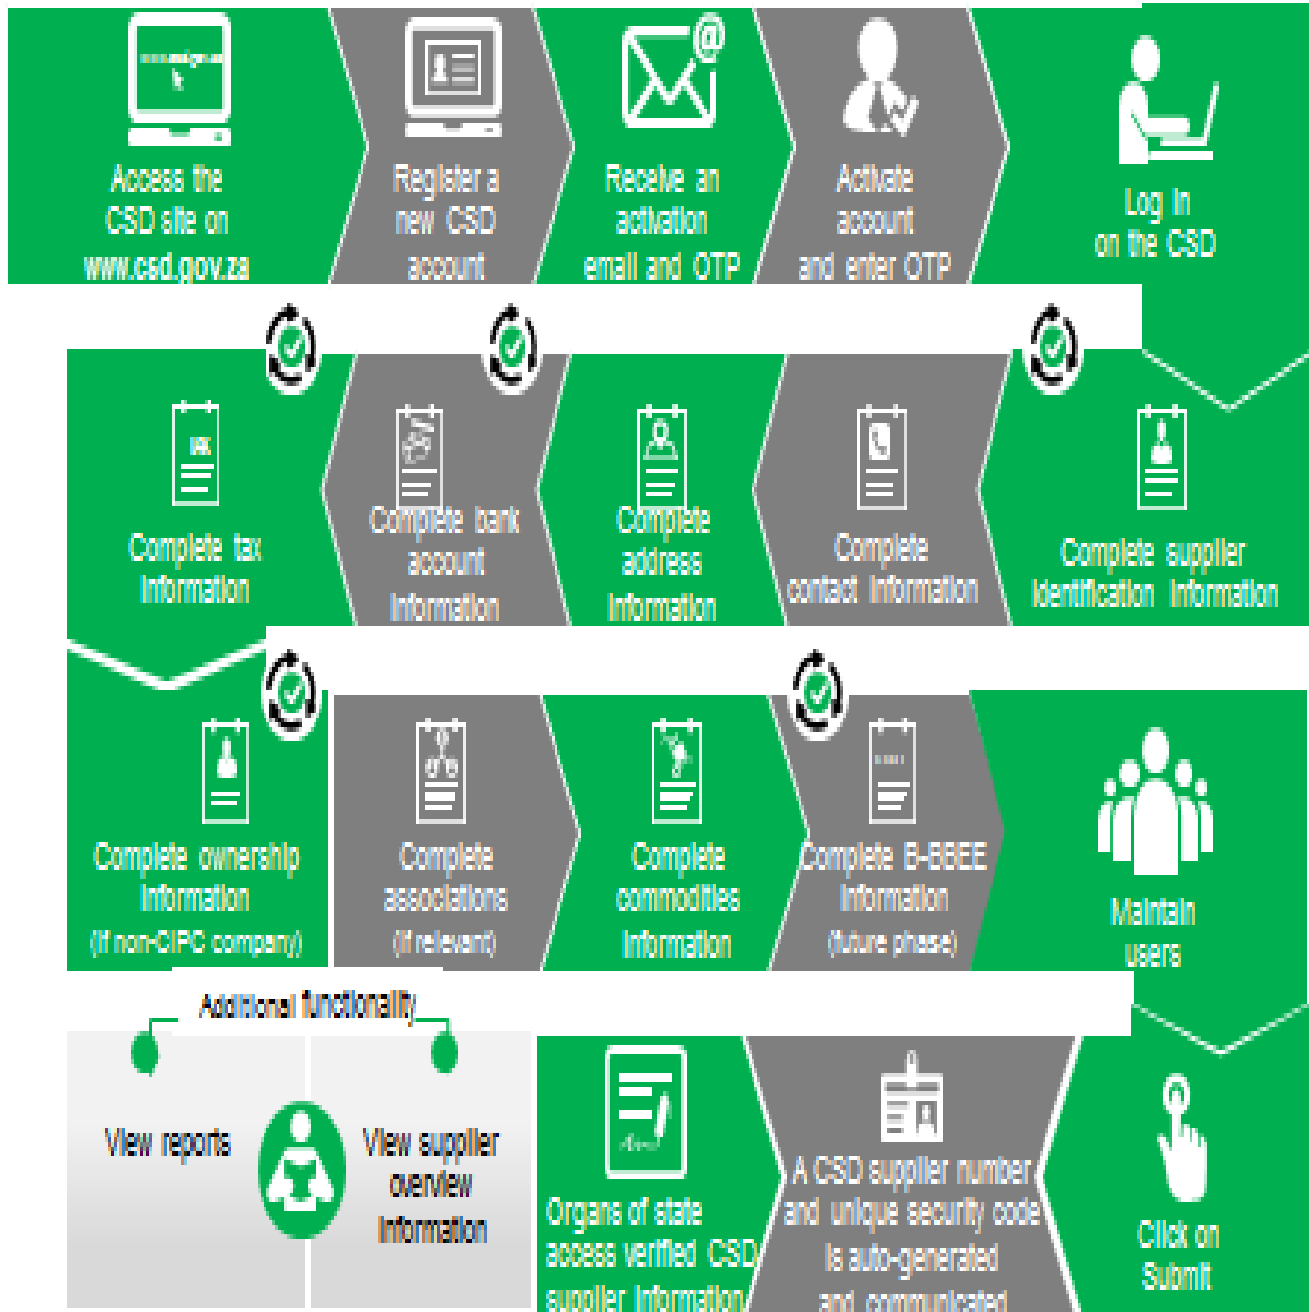 Access the
CSD site on
www.csd.gov.za
Register a
new CSD
account
Receive an
activation
email and OTP
Activate
account
and enter OTP
Log in
on the CSD
Complete tax
Information
Complete bank
account
Information
Complete
address
Information
Complete
contact Information
Complete supplier
Identification Information
Complete ownership
Information
(If non-CIPC company)
Complete
associations
(If relevant)
Complete
commodities
Information
Complete B-BBEE
Information
(future phase)
Maintain
users
Additional functionality
View reports
View supplier
overview
Information
Organs of state
access verified CSD
supplier Information
A CSD supplier number
and unique security code
is auto-generated
and communicated
Click on
Submit